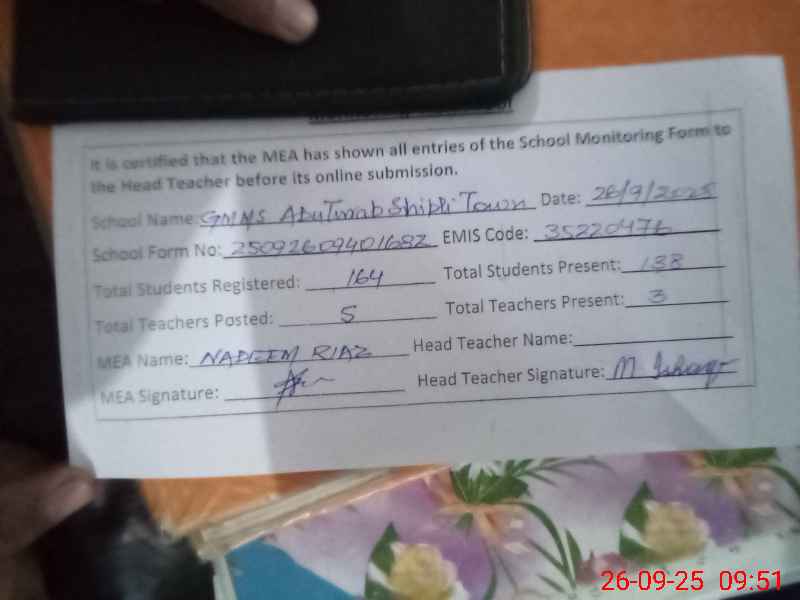 It is certified that the MEA has shown all entries of the School Monitoring Form to
the Head Teacher before its online submission.
School Name: GMMS Shibli Town Date: 26/9/2025
School Form No: 25092609401682 EMIS Code: 35220476
Total Students Registered: 164 Total Students Present: 138
Total Teachers Posted: 5 Total Teachers Present: 3
MEA Name: NADEEM RIAZ Head Teacher Name:
MEA Signature: Head Teacher Signature: M Ishaq
26-09-25 09:51